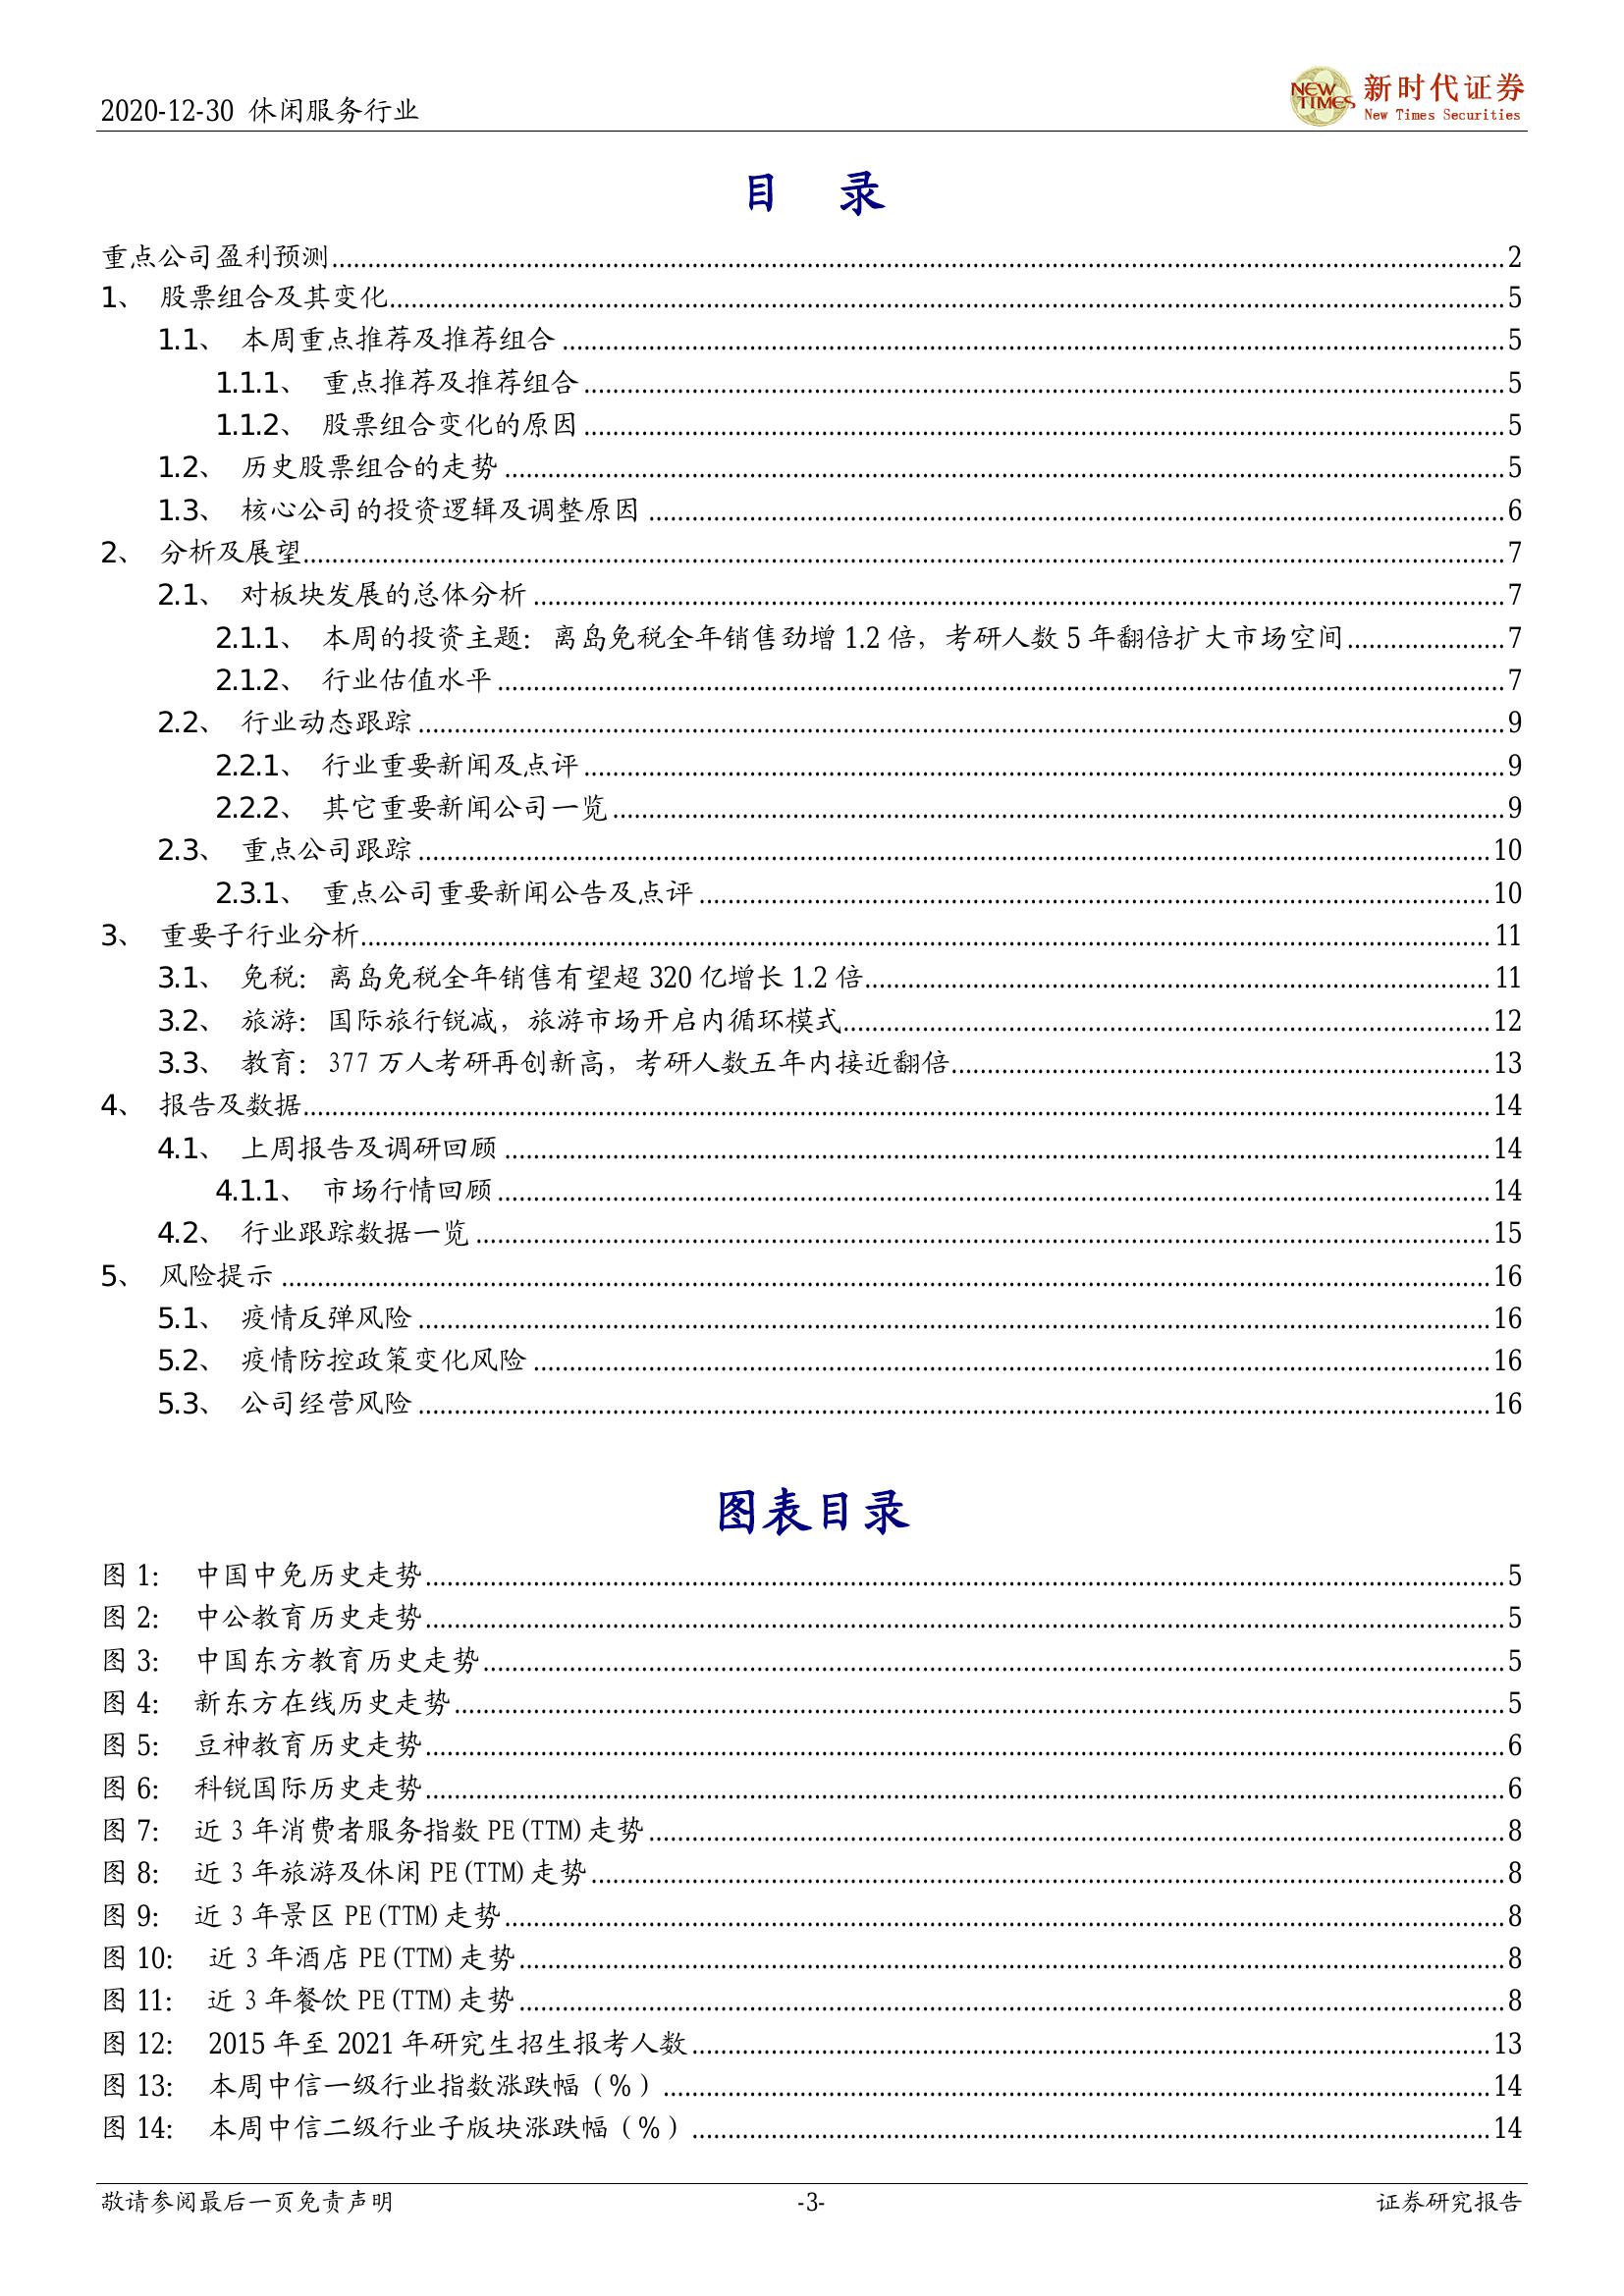 2020-12-30 休闲服务行业
NEW TIMES 新时代证券
New Times Securities
目 录
重点公司盈利预测 2
1、 股票组合及其变化 5
1.1、 本周重点推荐及推荐组合 5
1.1.1、 重点推荐及推荐组合 5
1.1.2、 股票组合变化的原因 5
1.2、 历史股票组合的走势 5
1.3、 核心公司的投资逻辑及调整原因 6
2、 分析及展望 7
2.1、 对板块发展的总体分析 7
2.1.1、 本周的投资主题：离岛免税全年销售劲增 1.2 倍，考研人数 5 年翻倍扩大市场空间 7
2.1.2、 行业估值水平 7
2.2、 行业动态跟踪 9
2.2.1、 行业重要新闻及点评 9
2.2.2、 其它重要新闻公司一览 9
2.3、 重点公司跟踪 10
2.3.1、 重点公司重要新闻公告及点评 10
3、 重要子行业分析 11
3.1、 免税：离岛免税全年销售有望超 320 亿增长 1.2 倍 11
3.2、 旅游：国际旅行锐减，旅游市场开启内循环模式 12
3.3、 教育：377 万人考研再创新高，考研人数五年内接近翻倍 13
4、 报告及数据 14
4.1、 上周报告及调研回顾 14
4.1.1、 市场行情回顾 14
4.2、 行业跟踪数据一览 15
5、 风险提示 16
5.1、 疫情反弹风险 16
5.2、 疫情防控政策变化风险 16
5.3、 公司经营风险 16
图表目录
图 1： 中国中免历史走势 5
图 2： 中公教育历史走势 5
图 3： 中国东方教育历史走势 5
图 4： 新东方在线历史走势 5
图 5： 豆神教育历史走势 6
图 6： 科锐国际历史走势 6
图 7： 近 3 年消费者服务指数 PE(TTM)走势 8
图 8： 近 3 年旅游及休闲 PE(TTM)走势 8
图 9： 近 3 年景区 PE(TTM)走势 8
图 10： 近 3 年酒店 PE(TTM)走势 8
图 11： 近 3 年餐饮 PE(TTM)走势 8
图 12： 2015 年至 2021 年研究生招生报考人数 13
图 13： 本周中信一级行业指数涨跌幅（%） 14
图 14： 本周中信二级行业子版块涨跌幅（%） 14
敬请参阅最后一页免责声明 -3- 证券研究报告